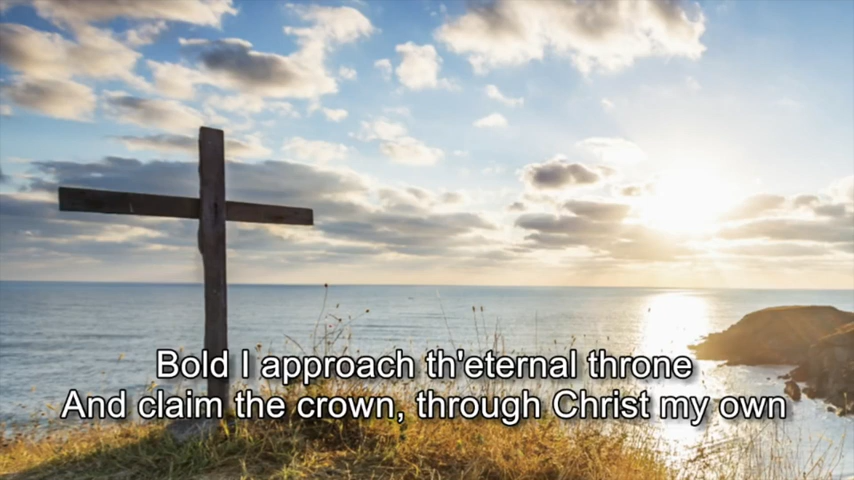 Bold I approach th'eternal throne
And claim the crown, through Christ my own